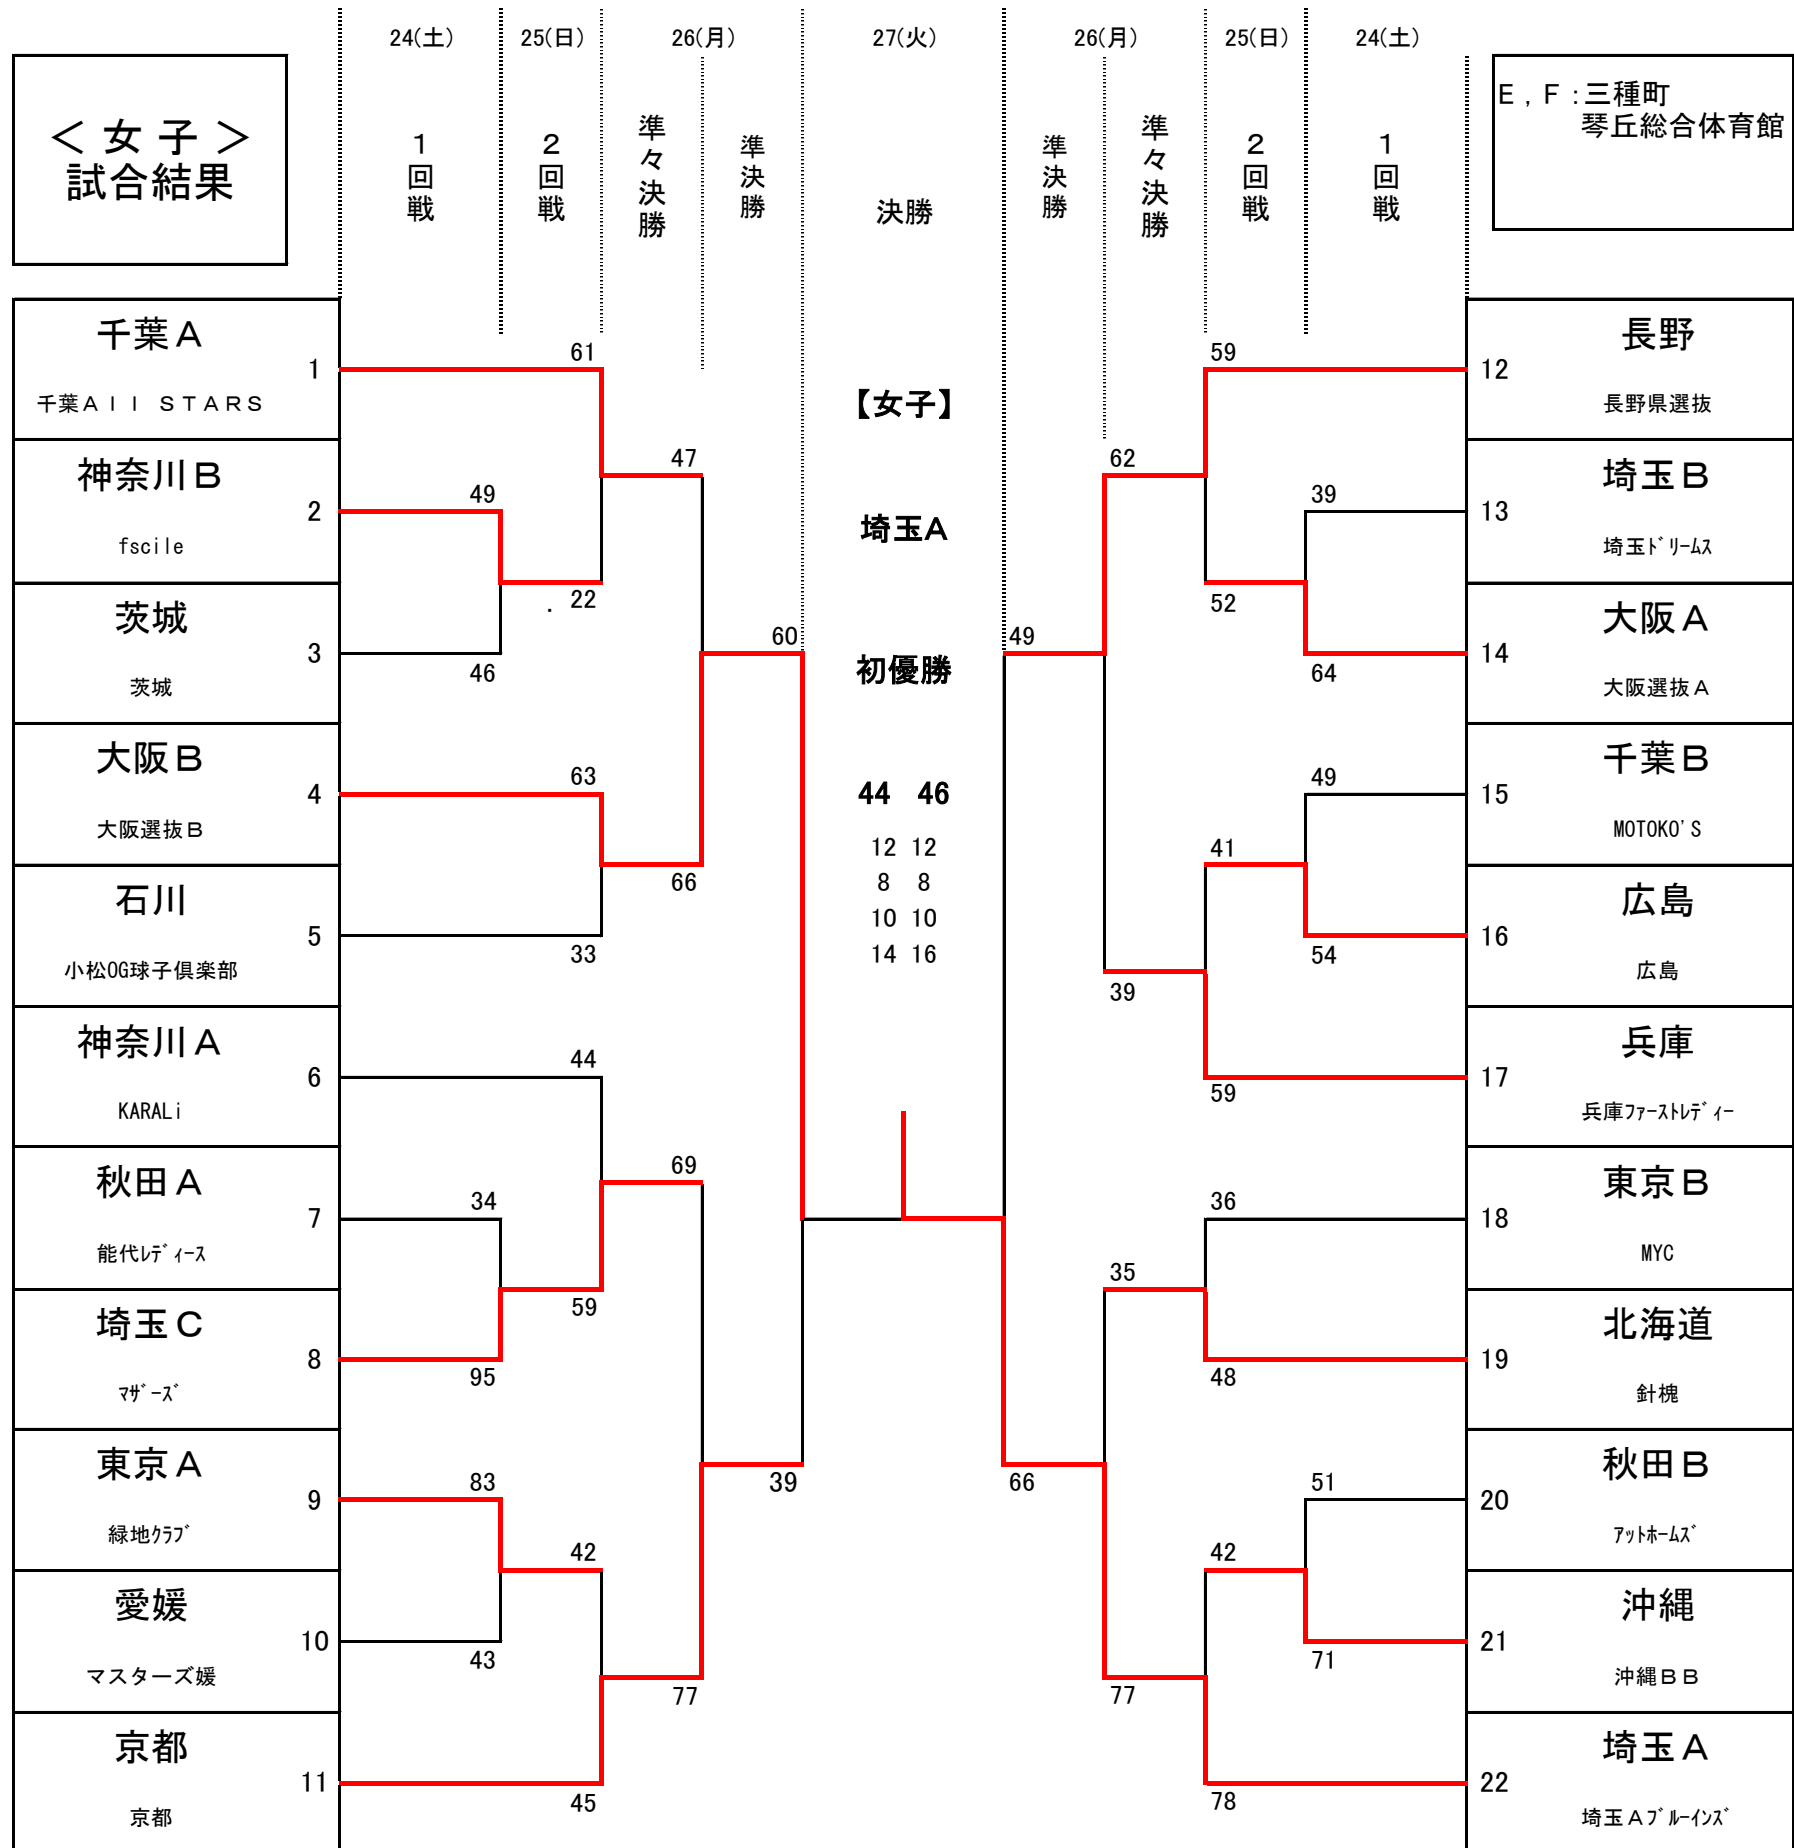 24(土) 25(日) 26(月) 27(火) 26(月) 25(日) 24(土)
＜ 女 子 ＞
試合結果
1回戦 2回戦 準々決勝 準決勝 決勝 準決勝 準々決勝 2回戦 1回戦
E , F :三種町
琴丘総合体育館
千葉A
1
千葉All STARS
神奈川B
2
fscile
茨城
3
茨城
大阪B
4
大阪選抜B
石川
5
小松OG球子倶楽部
神奈川A
6
KARALi
秋田A
7
能代ﾚﾃﾞｨｰｽ
埼玉C
8
ﾏｻﾞｰｽﾞ
東京A
9
緑地ｸﾗﾌﾞ
愛媛
10
マスターズ媛
京都
11
京都
61
49
22
.
46
63
33
44
34
59
95
83
42
43
45
47
66
69
77
60
39
【女子】
埼玉A
初優勝
44 46
12 12
8 8
10 10
14 16
49
66
62
39
35
77
59
39
52
64
49
41
54
59
36
48
51
42
71
78
長野
12
長野県選抜
埼玉B
13
埼玉ﾄﾞﾘｰﾑｽ
大阪A
14
大阪選抜A
千葉B
15
MOTOKO'S
広島
16
広島
兵庫
17
兵庫ﾌｧｰｽﾄﾚﾃﾞｨｰ
東京B
18
MYC
北海道
19
針槐
秋田B
20
ｱｯﾄﾎｰﾑｽﾞ
沖縄
21
沖縄BB
埼玉A
22
埼玉Aﾌﾞﾙｰｲﾝｽﾞ